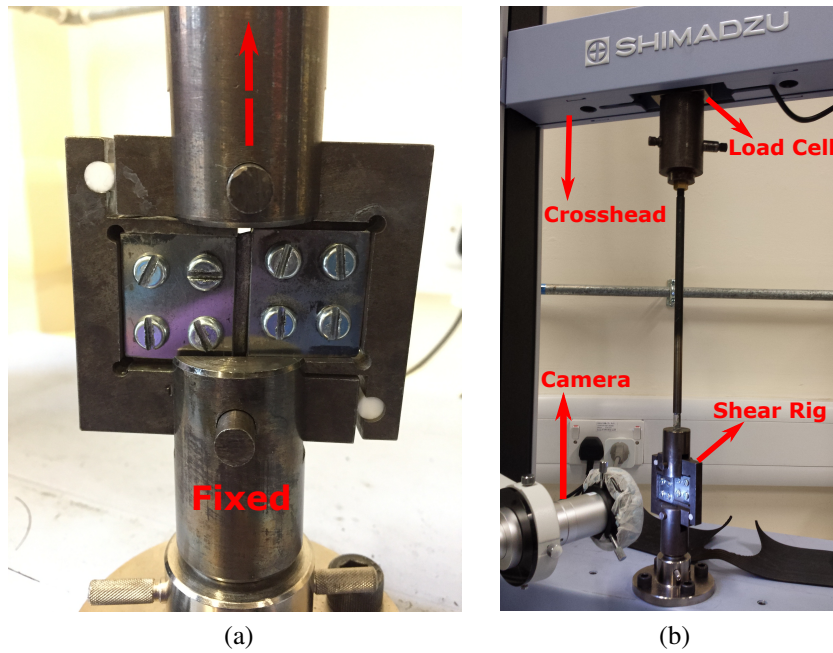 SHIMADZU
Load Cell
Crosshead
Camera
Shear Rig
Fixed
(a)
(b)